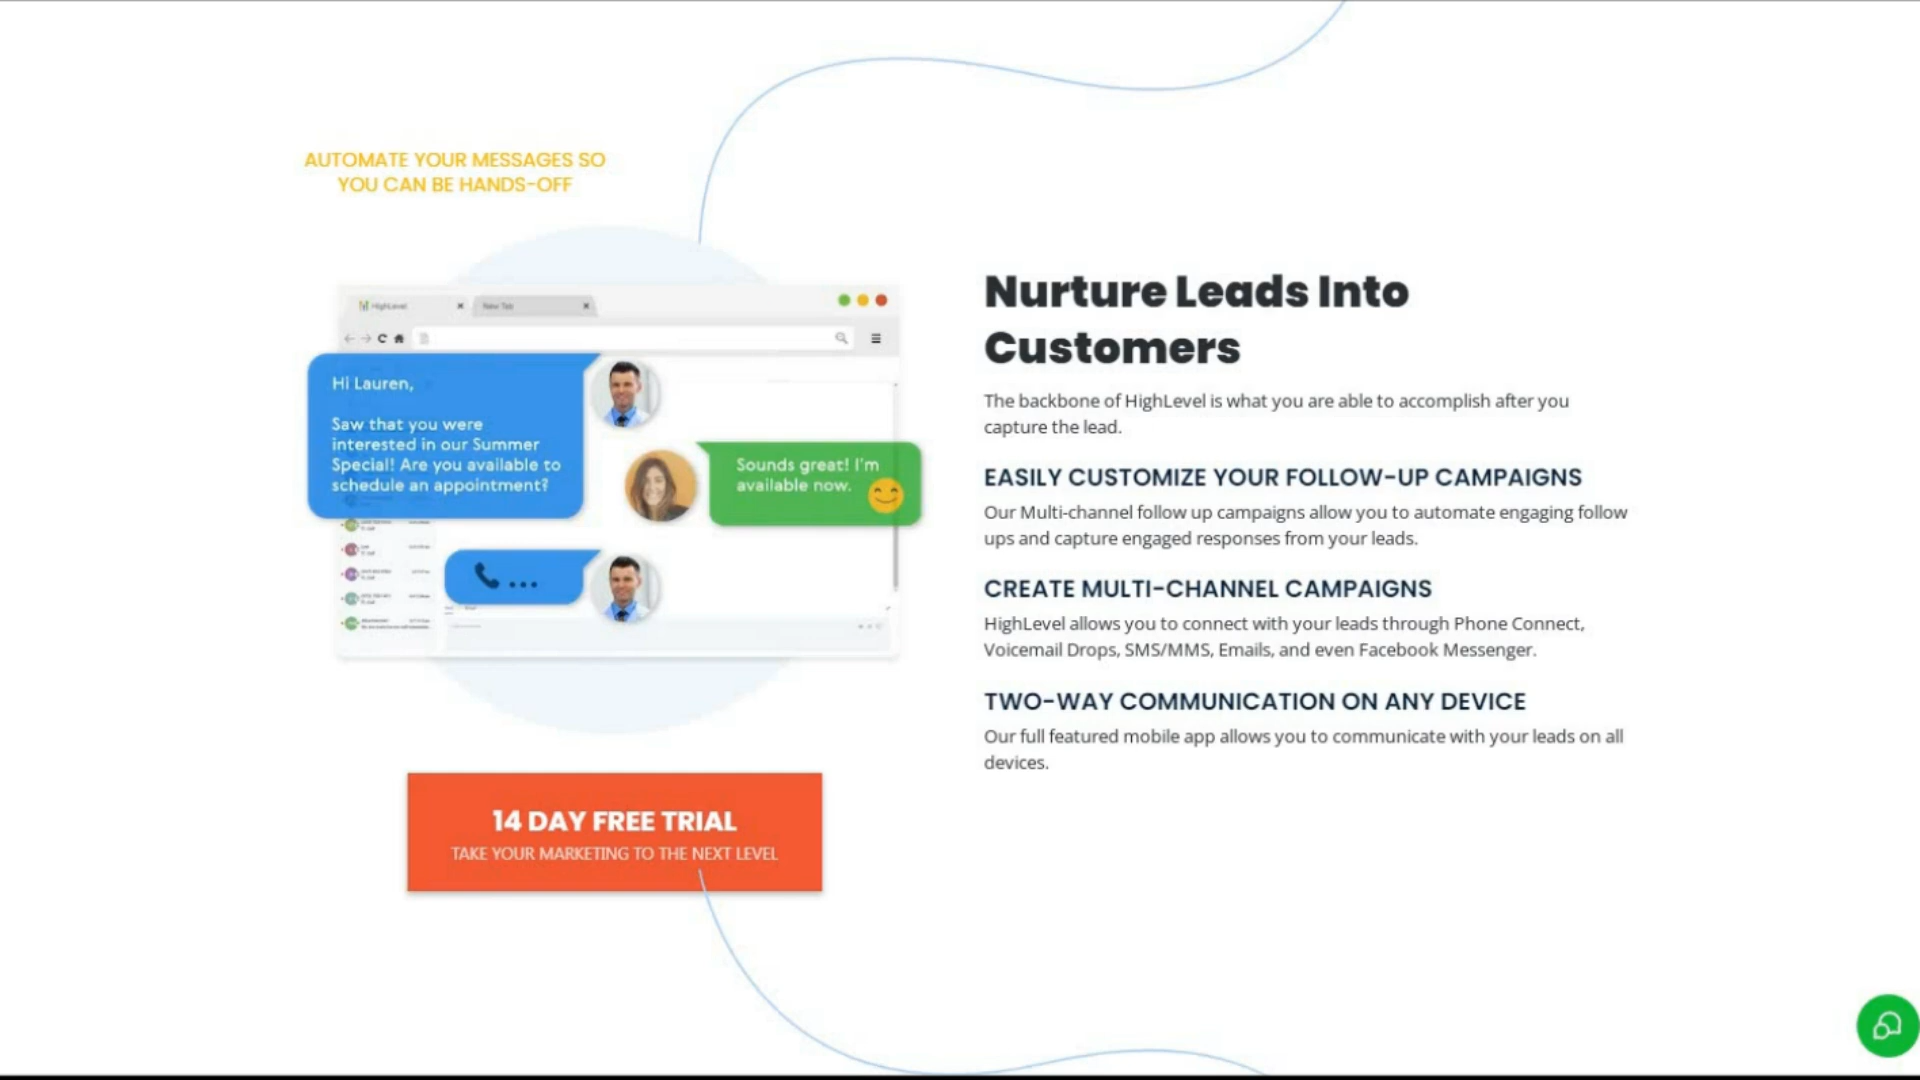 AUTOMATE YOUR MESSAGES SO
YOU CAN BE HANDS-OFF
HighLevel
New Tab
Hi Lauren,
Saw that you were
interested in our Summer
Special! Are you available to
schedule an appointment?
Sounds great! I'm
available now.
14 DAY FREE TRIAL
TAKE YOUR MARKETING TO THE NEXT LEVEL
Nurture Leads Into
Customers
The backbone of HighLevel is what you are able to accomplish after you
capture the lead.
EASILY CUSTOMIZE YOUR FOLLOW-UP CAMPAIGNS
Our Multi-channel follow up campaigns allow you to automate engaging follow
ups and capture engaged responses from your leads.
CREATE MULTI-CHANNEL CAMPAIGNS
HighLevel allows you to connect with your leads through Phone Connect,
Voicemail Drops, SMS/MMS, Emails, and even Facebook Messenger.
TWO-WAY COMMUNICATION ON ANY DEVICE
Our full featured mobile app allows you to communicate with your leads on all
devices.